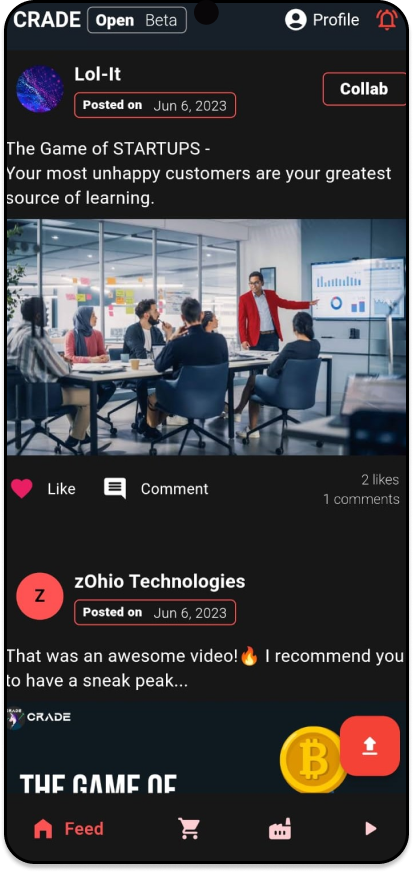 CRADE Open Beta Profile
Lol-It
Posted on Jun 6, 2023
Collab
The Game of STARTUPS -
Your most unhappy customers are your greatest
source of learning.
Like Comment
2 likes
1 comments
Z
zOhio Technologies
Posted on Jun 6, 2023
That was an awesome video!🔥 I recommend you
to have a sneak peak...
CRADE
THE GAME OF
Feed